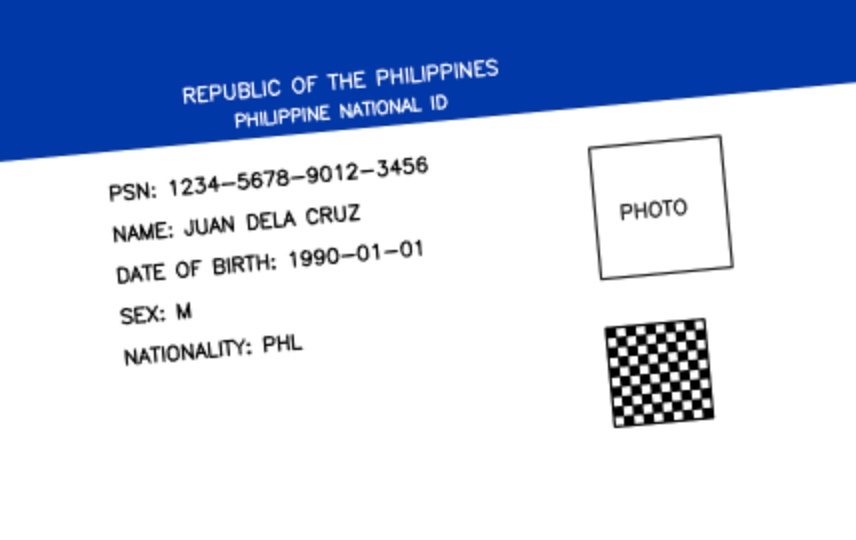 REPUBLIC OF THE PHILIPPINES
PHILIPPINE NATIONAL ID
PSN: 1234-5678-9012-3456
NAME: JUAN DELA CRUZ
DATE OF BIRTH: 1990-01-01
SEX: M
NATIONALITY: PHL
PHOTO